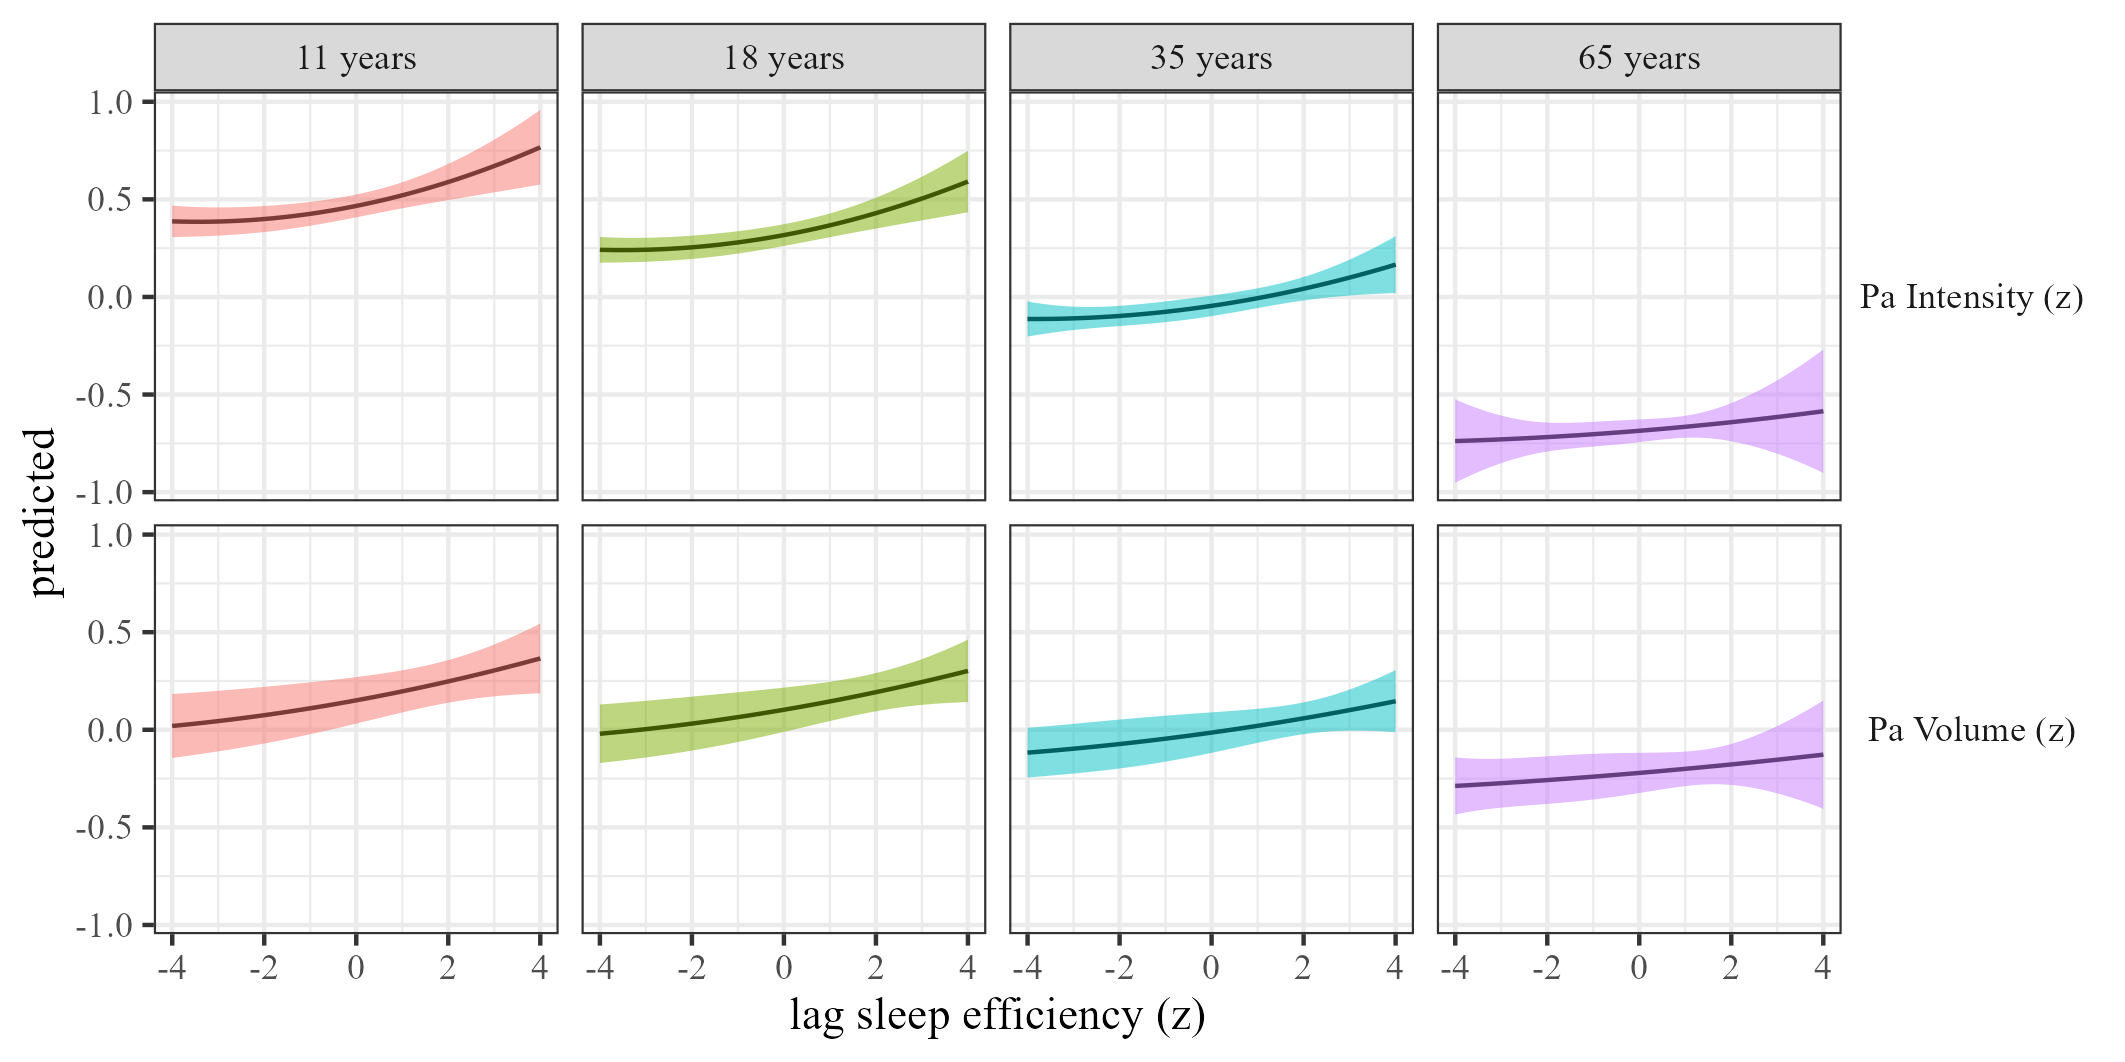 11 years 18 years 35 years 65 years
1.0
0.5
0.0
-0.5
-1.0
Pa Intensity (z)
predicted
1.0
0.5
0.0
-0.5
-1.0
Pa Volume (z)
-4 -2 0 2 4 -4 -2 0 2 4 -4 -2 0 2 4 -4 -2 0 2 4
lag sleep efficiency (z)